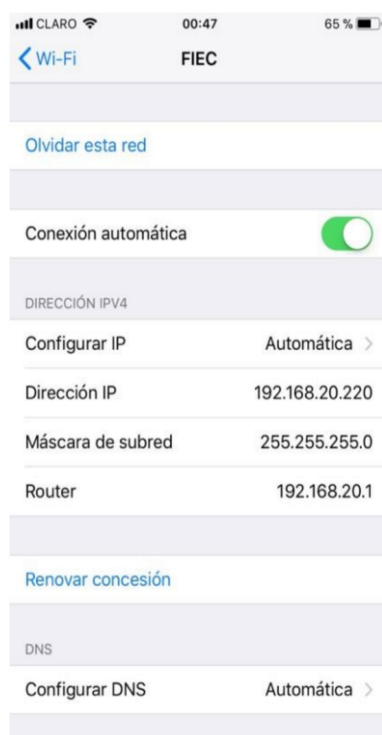 CLARO 00:47 65 %
Wi-Fi FIEC
Olvidar esta red
Conexión automática
DIRECCIÓN IPV4
Configurar IP Automática
Dirección IP 192.168.20.220
Máscara de subred 255.255.255.0
Router 192.168.20.1
Renovar concesión
DNS
Configurar DNS Automática